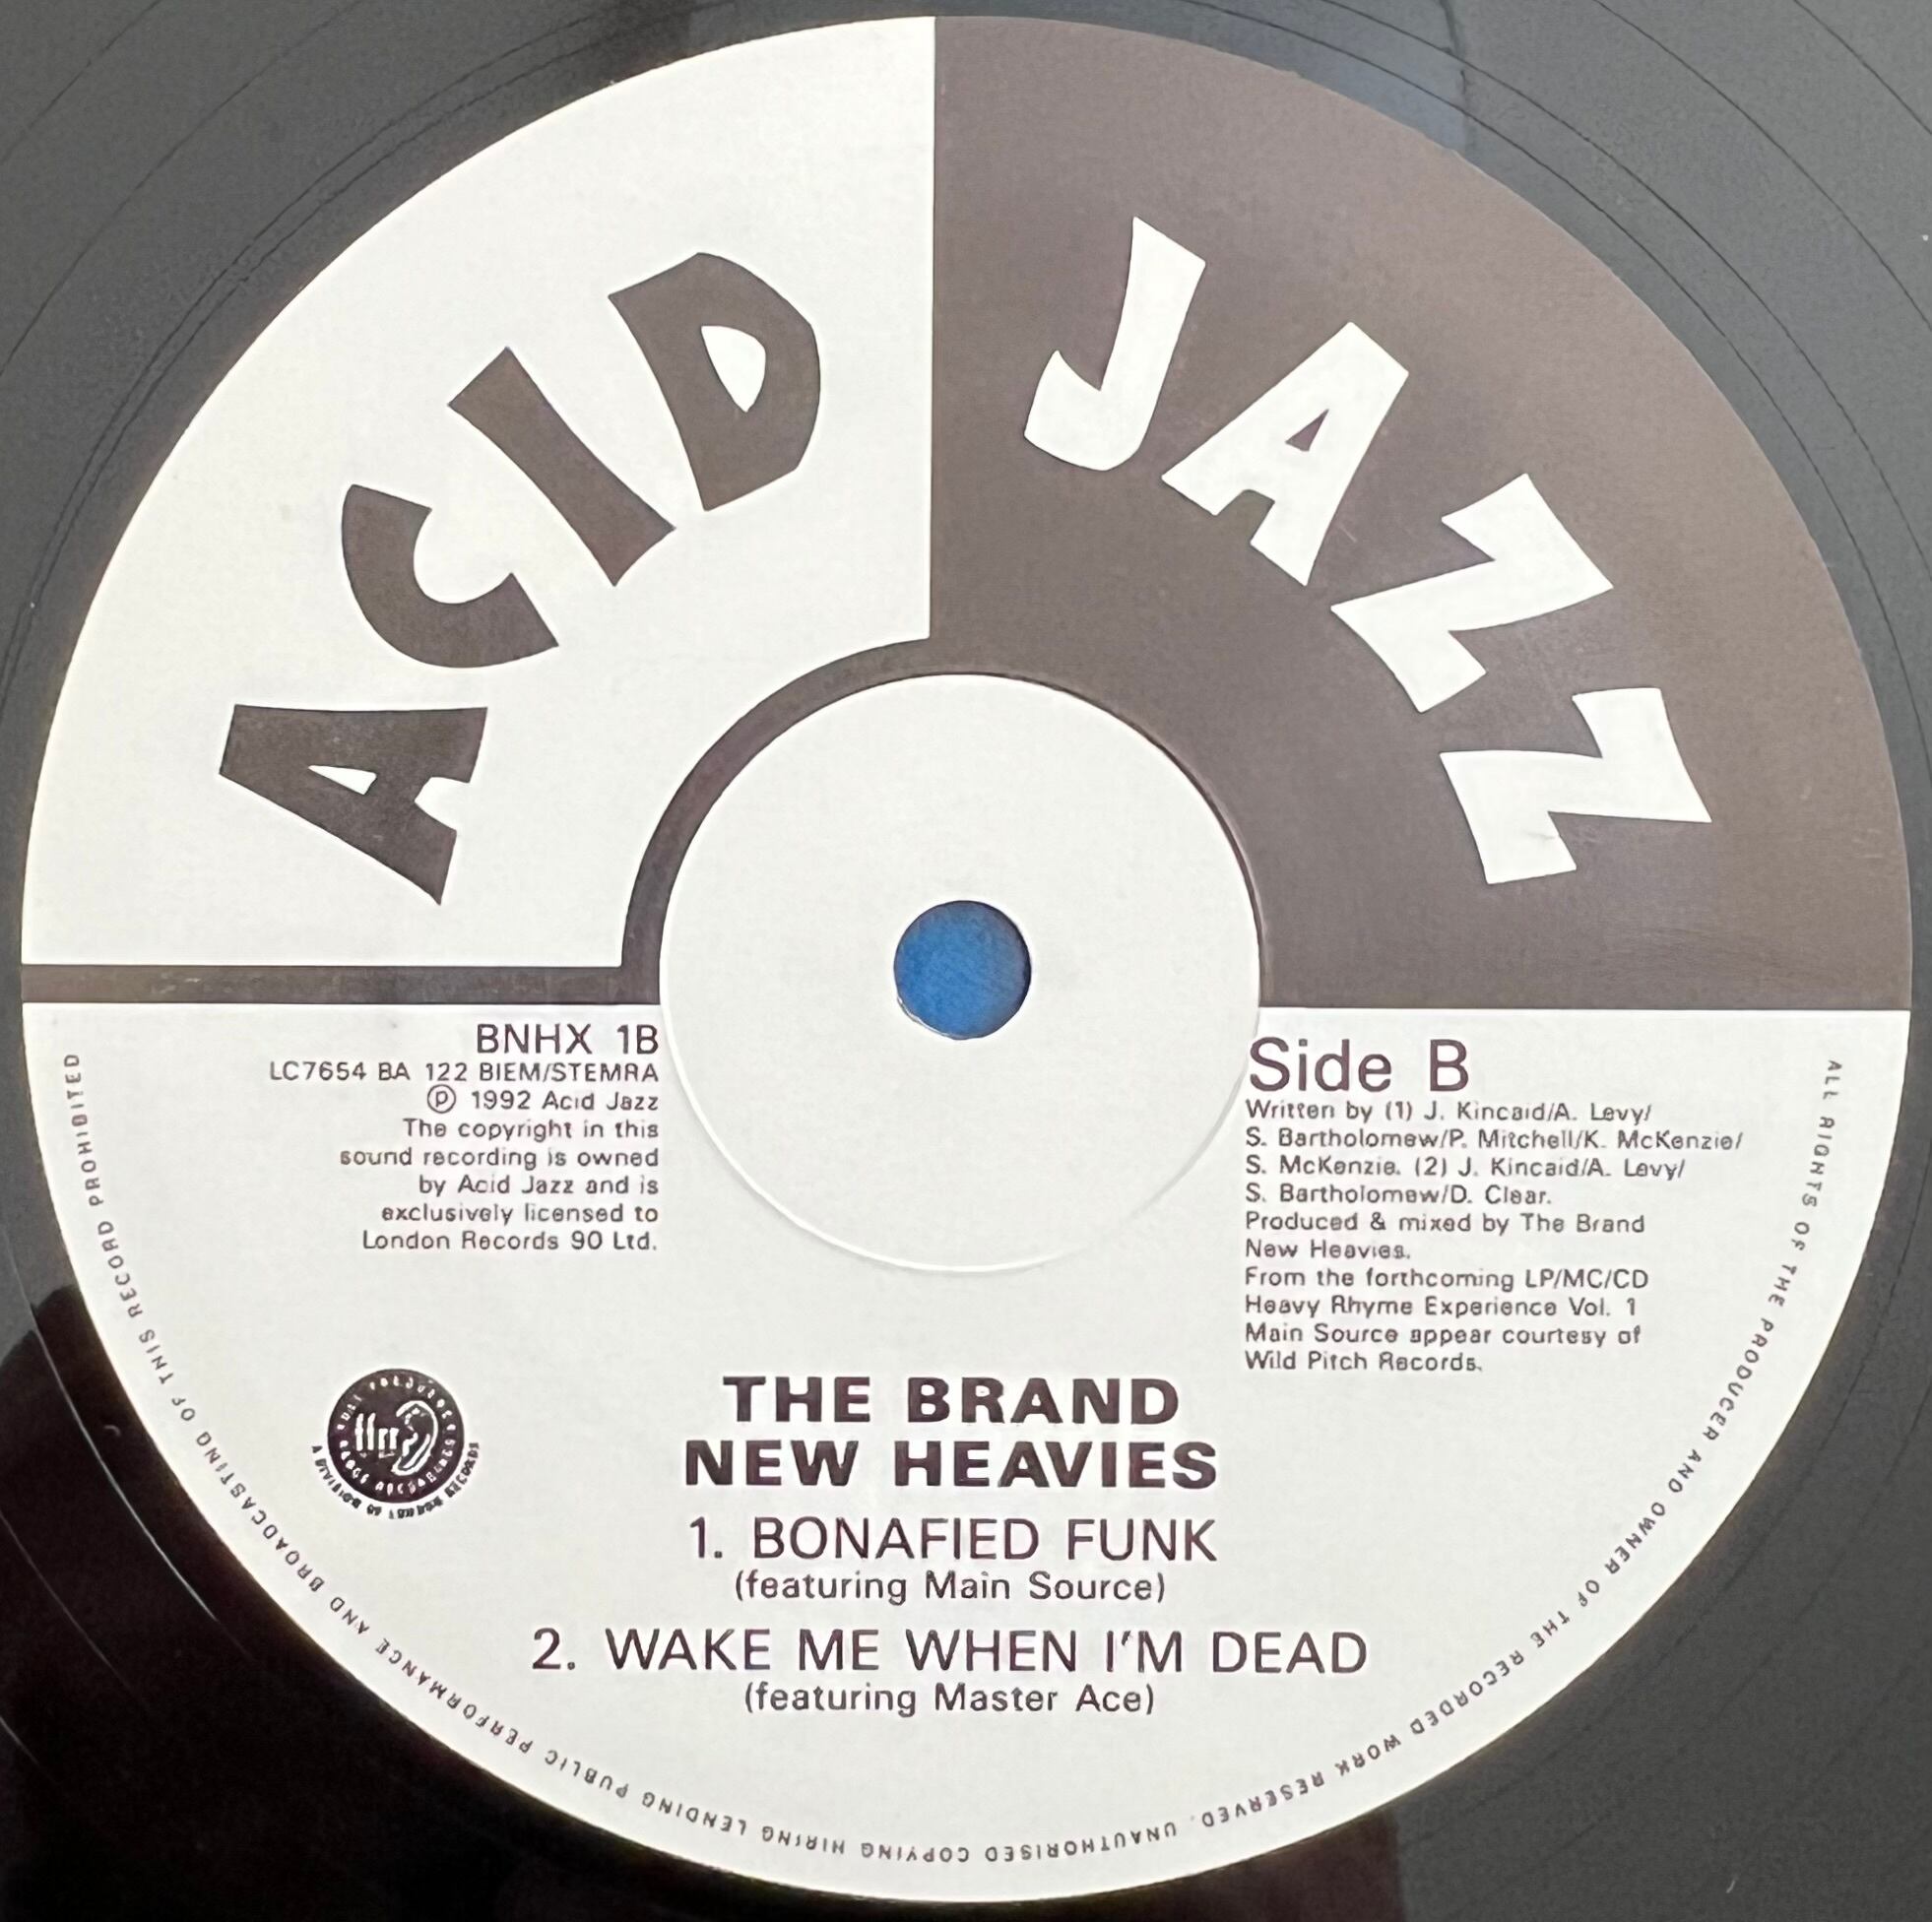 ACID JAZZ
BNHX 1B
LC7654 BA 122 BIEM/STEMRA
℗ 1992 Acid Jazz
The copyright in this
sound recording is owned
by Acid Jazz and is
exclusively licensed to
London Records 90 Ltd.
Side B
Written by (1) J. Kincaid/A. Levy/
S. Bartholomew/P. Mitchell/K. McKenzie/
S. McKenzie. (2) J. Kincaid/A. Levy/
S. Bartholomew/D. Clear.
Produced & mixed by The Brand
New Heavies.
From the forthcoming LP/MC/CD
Heavy Rhyme Experience Vol. 1
Main Source appear courtesy of
Wild Pitch Records.
ffrr
A DIVISION OF LONDON RECORDS
THE BRAND
NEW HEAVIES
1. BONAFIED FUNK
(featuring Main Source)
2. WAKE ME WHEN I'M DEAD
(featuring Master Ace)
ALL RIGHTS OF THE PRODUCER AND OWNER OF THE RECORDED WORK RESERVED. UNAUTHORISED COPYING HIRING LENDING PUBLIC PERFORMANCE AND BROADCASTING OF THIS RECORD PROHIBITED